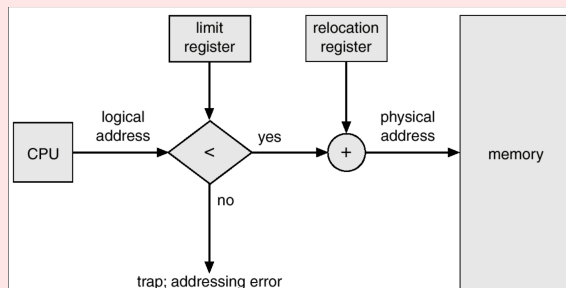 limit
register
relocation
register
logical
address
physical
address
CPU
<
yes
+
memory
no
trap; addressing error